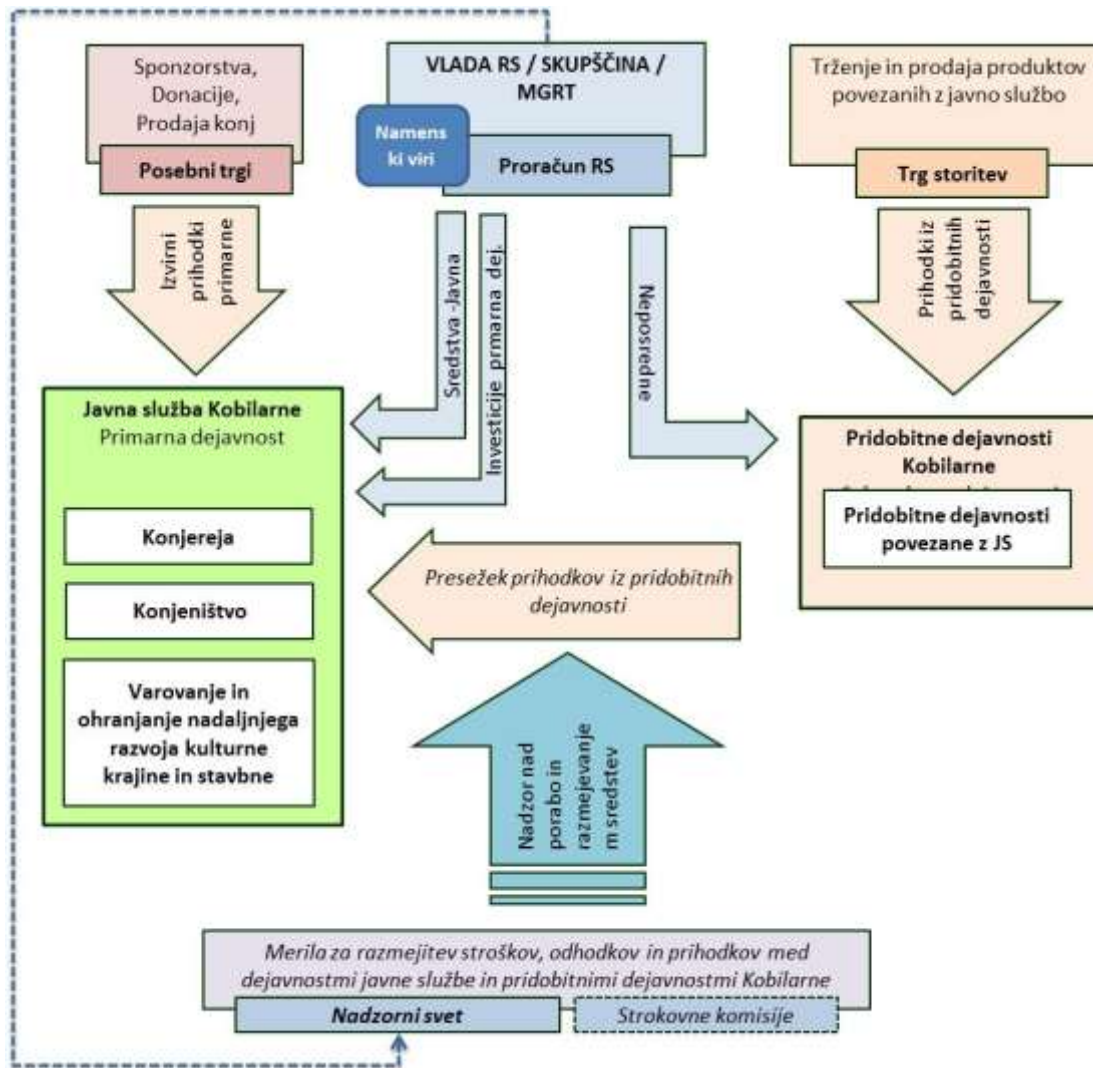 Sponzorstva,
Donacije,
Prodaja konj
Posebni trgi
VLADA RS / SKUPŠČINA /
MGRT
Namens
ki viri
Proračun RS
Trženje in prodaja produktov
povezanih z javno službo
Trg storitev
Izvirni
prihodki
primarne
Sredstva -Javna
Investicije prmarna dej.
Neposredne
Prihodki iz
pridobitnih
dejavnosti
Javna služba Kobilarne
Primarna dejavnost
Konjereja
Konjeništvo
Varovanje in
ohranjanje nadaljnjega
razvoja kulturne
krajine in stavbne
Pridobitne dejavnosti
Kobilarne
Pridobitne dejavnosti
povezane z JS
Presežek prihodkov iz pridobitnih
dejavnosti
Nadzor nad
porabo in
razmejevanje
m sredstev
Merila za razmejitev stroškov, odhodkov in prihodkov med
dejavnostmi javne službe in pridobitnimi dejavnostmi Kobilarne
Nadzorni svet
Strokovne komisije